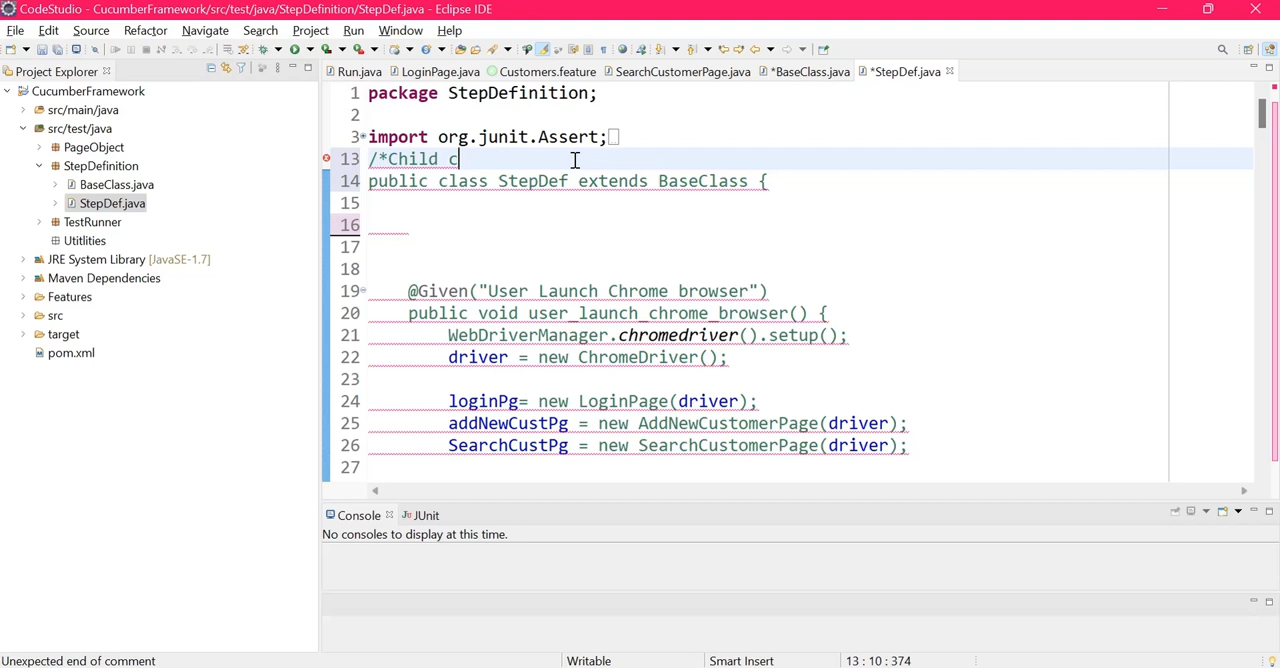 CodeStudio - CucumberFramework/src/test/java/StepDefinition/StepDef.java - Eclipse IDE
File Edit Source Refactor Navigate Search Project Run Window Help
Project Explorer
Run.java LoginPage.java Customers.feature SearchCustomerPage.java *BaseClass.java *StepDef.java
CucumberFramework
src/main/java
src/test/java
PageObject
StepDefinition
BaseClass.java
StepDef.java
TestRunner
Utitlities
JRE System Library [JavaSE-1.7]
Maven Dependencies
Features
src
target
pom.xml
1 package StepDefinition;
2
3 import org.junit.Assert;
13 /*Child c
14 public class StepDef extends BaseClass {
15
16
17
18
19 @Given("User Launch Chrome browser")
20 public void user_launch_chrome_browser() {
21 WebDriverManager.chromedriver().setup();
22 driver = new ChromeDriver();
23
24 loginPg= new LoginPage(driver);
25 addNewCustPg = new AddNewCustomerPage(driver);
26 SearchCustPg = new SearchCustomerPage(driver);
27
Console JUnit
No consoles to display at this time.
Unexpected end of comment Writable Smart Insert 13 : 10 : 374